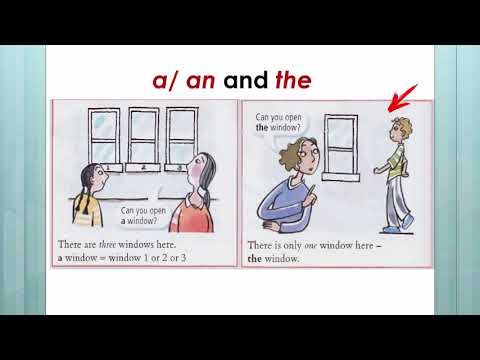 a/ an and the
1 2 3
Can you open
a window?
There are three windows here.
a window = window 1 or 2 or 3
Can you open
the window?
There is only one window here –
the window.